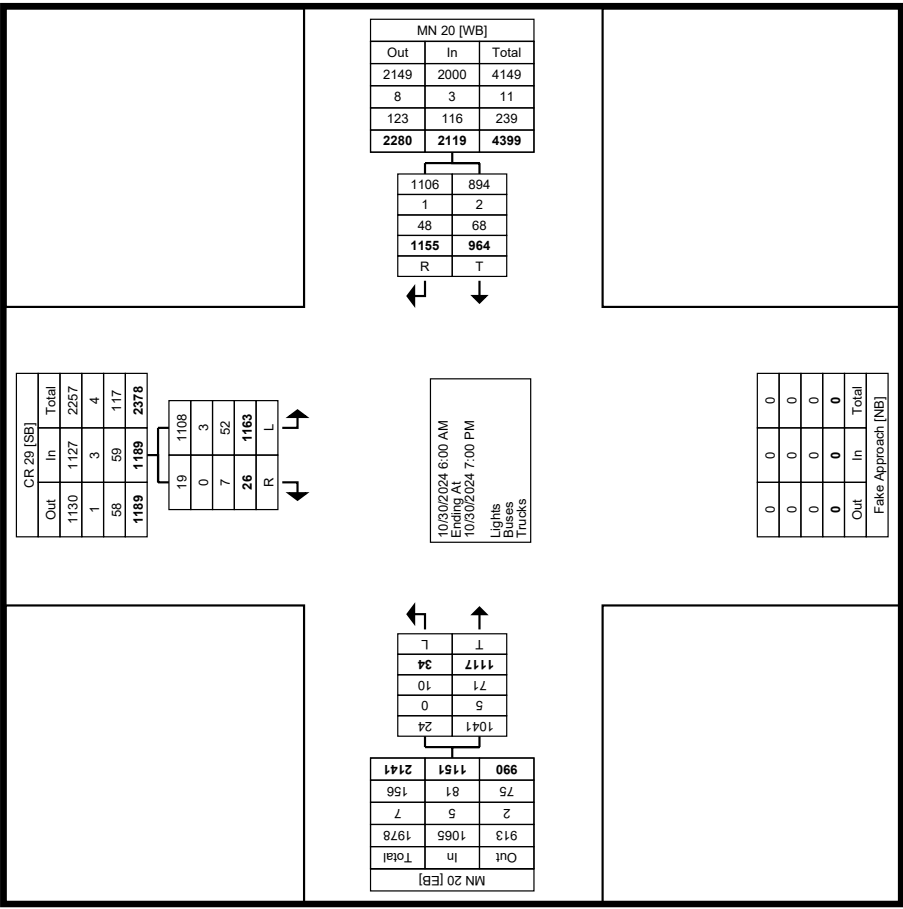 MN 20 [WB]
Out In Total
2149 2000 4149
8 3 11
123 116 239
2280 2119 4399
1106 894
1 2
48 68
1155 964
R T
CR 29 [SB]
Out In Total
1130 1127 2257
1 3 4
58 59 117
1189 1189 2378
19 1108
0 3
7 52
26 1163
R L
10/30/2024 6:00 AM
Ending At
10/30/2024 7:00 PM
Lights
Buses
Trucks
0 0 0
0 0 0
0 0 0
0 0 0
Out In Total
Fake Approach [NB]
L T
34 1117
10 71
0 5
24 1041
2141 1151 990
156 81 75
7 5 2
1978 1065 913
Total In Out
MN 20 [EB]